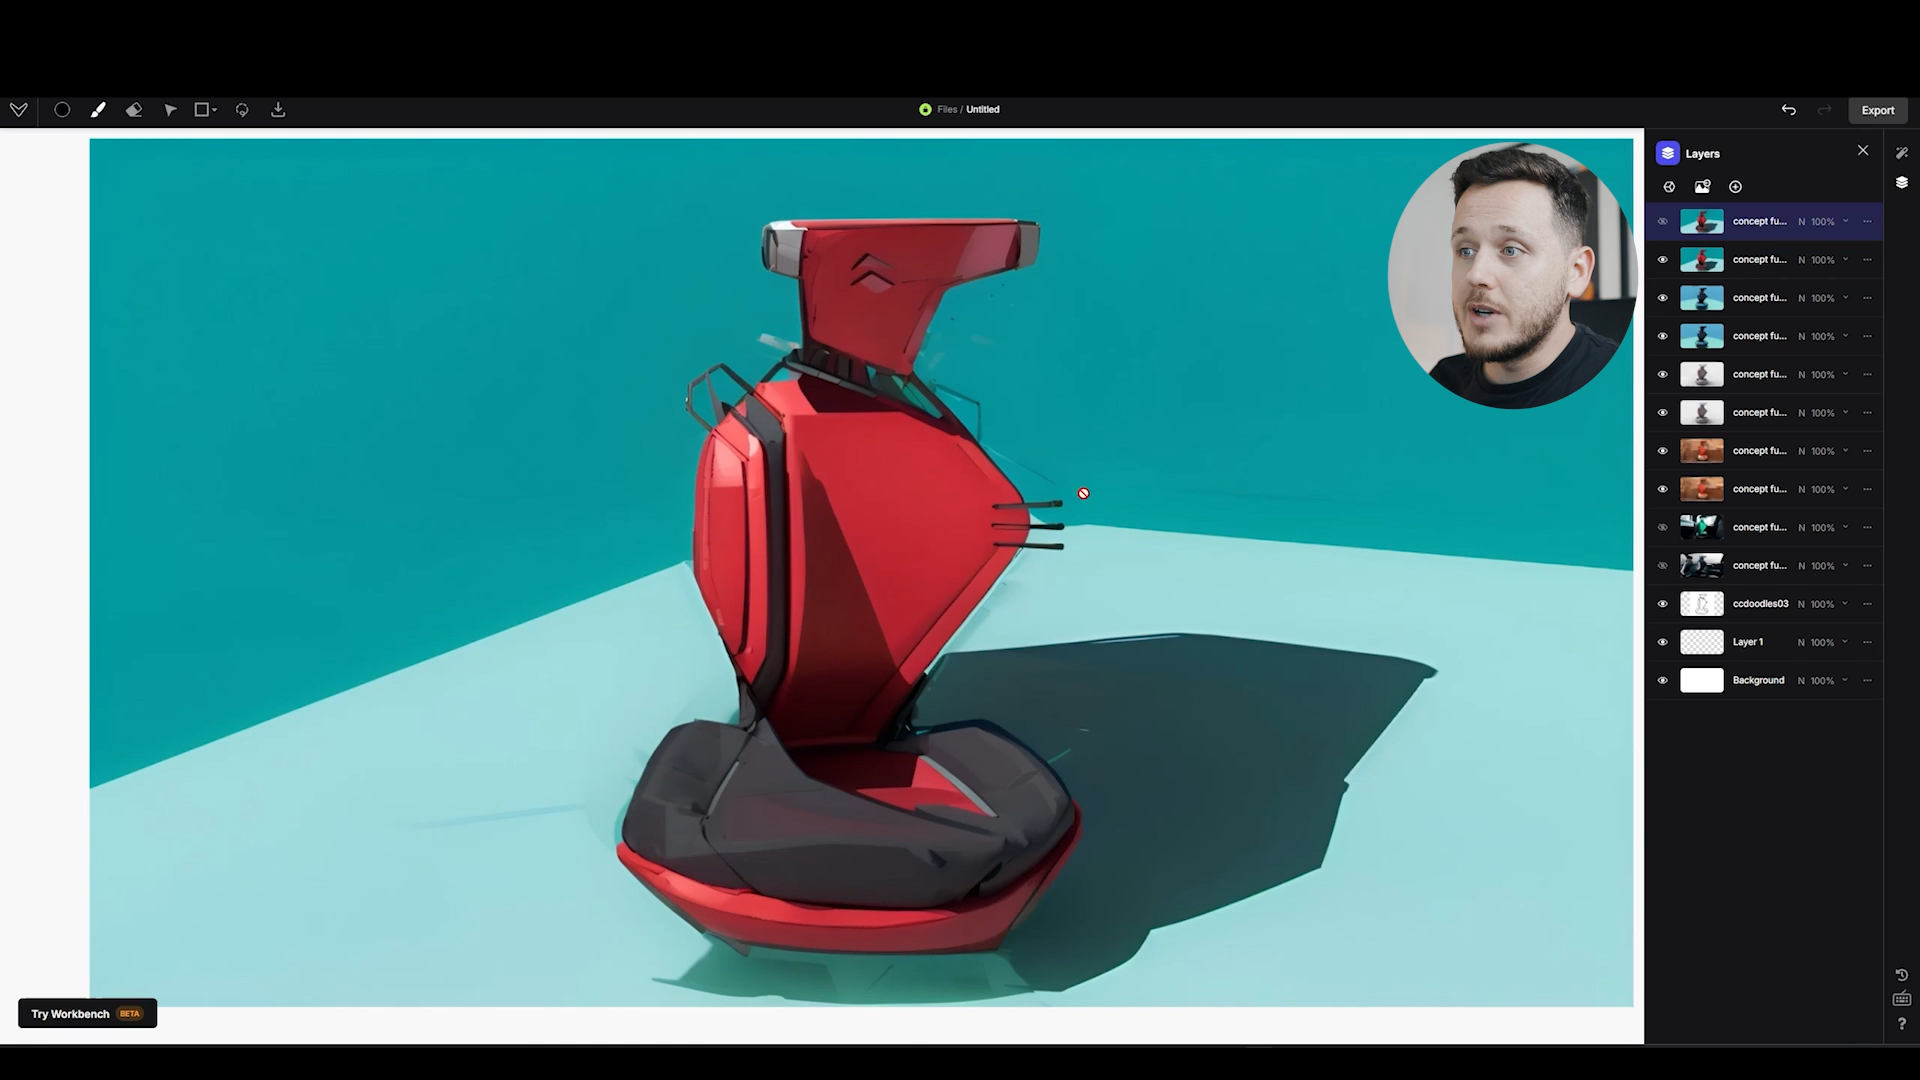 Files / Untitled
Export
Layers
concept fu... N 100%
concept fu... N 100%
concept fu... N 100%
concept fu... N 100%
concept fu... N 100%
concept fu... N 100%
concept fu... N 100%
concept fu... N 100%
concept fu... N 100%
concept fu... N 100%
ccdoodles03 N 100%
Layer 1 N 100%
Background N 100%
Try Workbench BETA
?